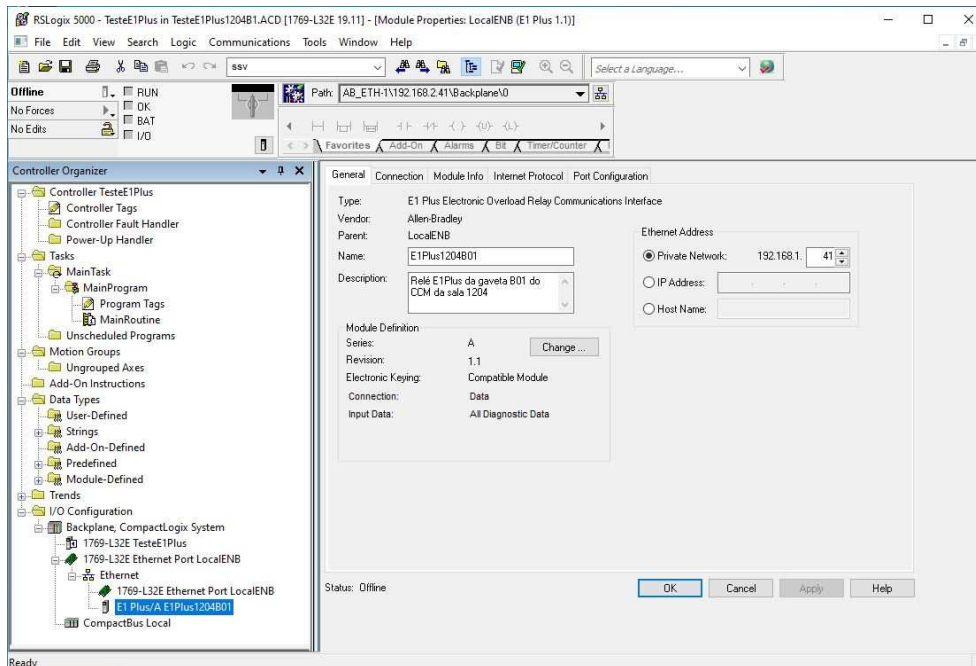 RSLogix 5000 - TesteE1Plus in TesteE1Plus1204B1.ACD [1769-L32E 19.11] - [Module Properties: LocalENB (E1 Plus 1.1)]
File Edit View Search Logic Communications Tools Window Help
ssv
Select a Language...
Offline
RUN
Path: AB_ETH-1\192.168.2.41\Backplane\0
No Forces
OK
BAT
No Edits
I/O
Favorites Add-On Alarms Bit Timer/Counter
Controller Organizer
Controller TesteE1Plus
Controller Tags
Controller Fault Handler
Power-Up Handler
Tasks
MainTask
MainProgram
Program Tags
MainRoutine
Unscheduled Programs
Motion Groups
Ungrouped Axes
Add-On Instructions
Data Types
User-Defined
Strings
Add-On-Defined
Predefined
Module-Defined
Trends
I/O Configuration
Backplane, CompactLogix System
1769-L32E TesteE1Plus
1769-L32E Ethernet Port LocalENB
Ethernet
1769-L32E Ethernet Port LocalENB
E1 Plus/A E1Plus1204B01
CompactBus Local
General Connection Module Info Internet Protocol Port Configuration
Type: E1 Plus Electronic Overload Relay Communications Interface
Vendor: Allen-Bradley
Parent: LocalENB
Name: E1Plus1204B01
Description: Relé E1Plus da gaveta B01 do
CCM da sala 1204
Ethernet Address
Private Network: 192.168.1. 41
IP Address:
Host Name:
Module Definition
Series: A
Change ...
Revision: 1.1
Electronic Keying: Compatible Module
Connection: Data
Input Data: All Diagnostic Data
Status: Offline
OK Cancel Apply Help
Ready